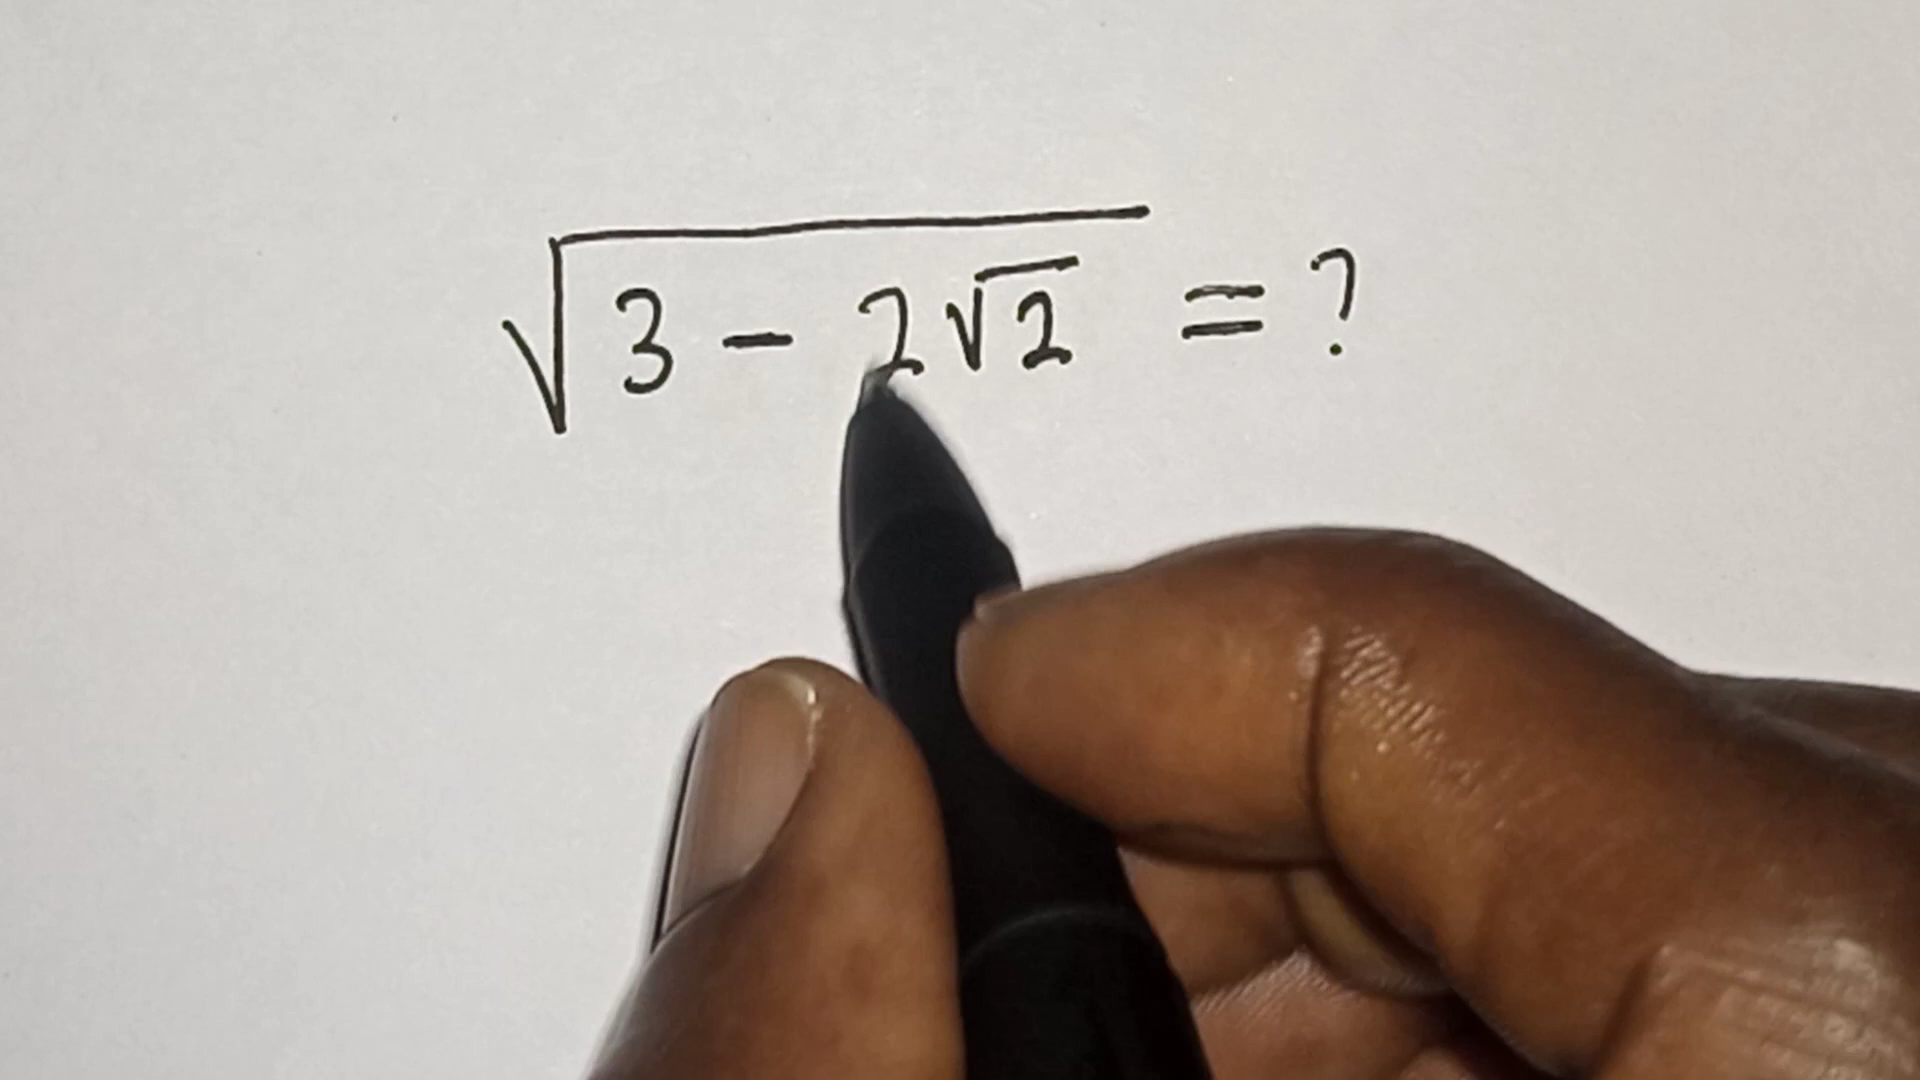 √(3 - 2√2) = ?